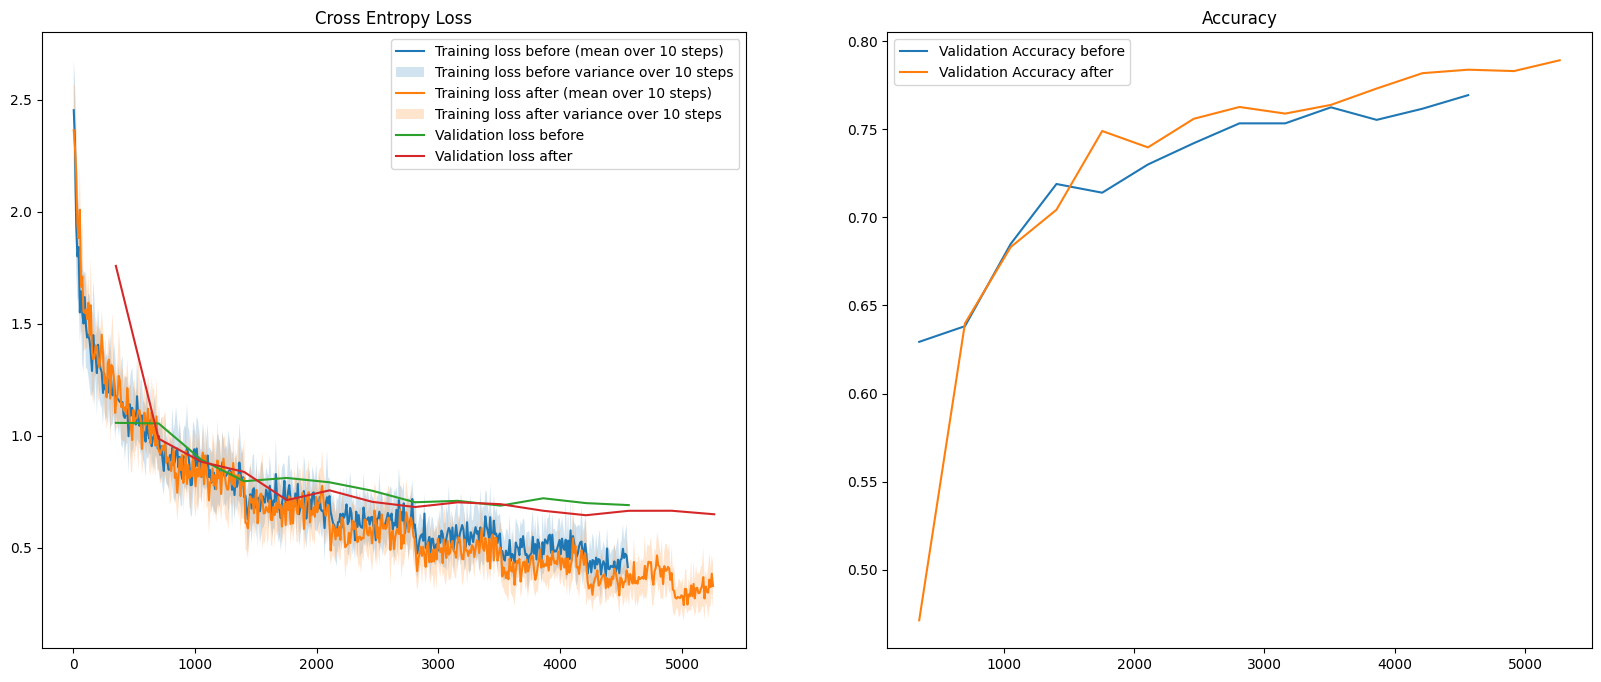 Cross Entropy Loss
Training loss before (mean over 10 steps)
Training loss before variance over 10 steps
Training loss after (mean over 10 steps)
Training loss after variance over 10 steps
Validation loss before
Validation loss after
2.5
2.0
1.5
1.0
0.5
0 1000 2000 3000 4000 5000
Accuracy
Validation Accuracy before
Validation Accuracy after
0.80
0.75
0.70
0.65
0.60
0.55
0.50
1000 2000 3000 4000 5000